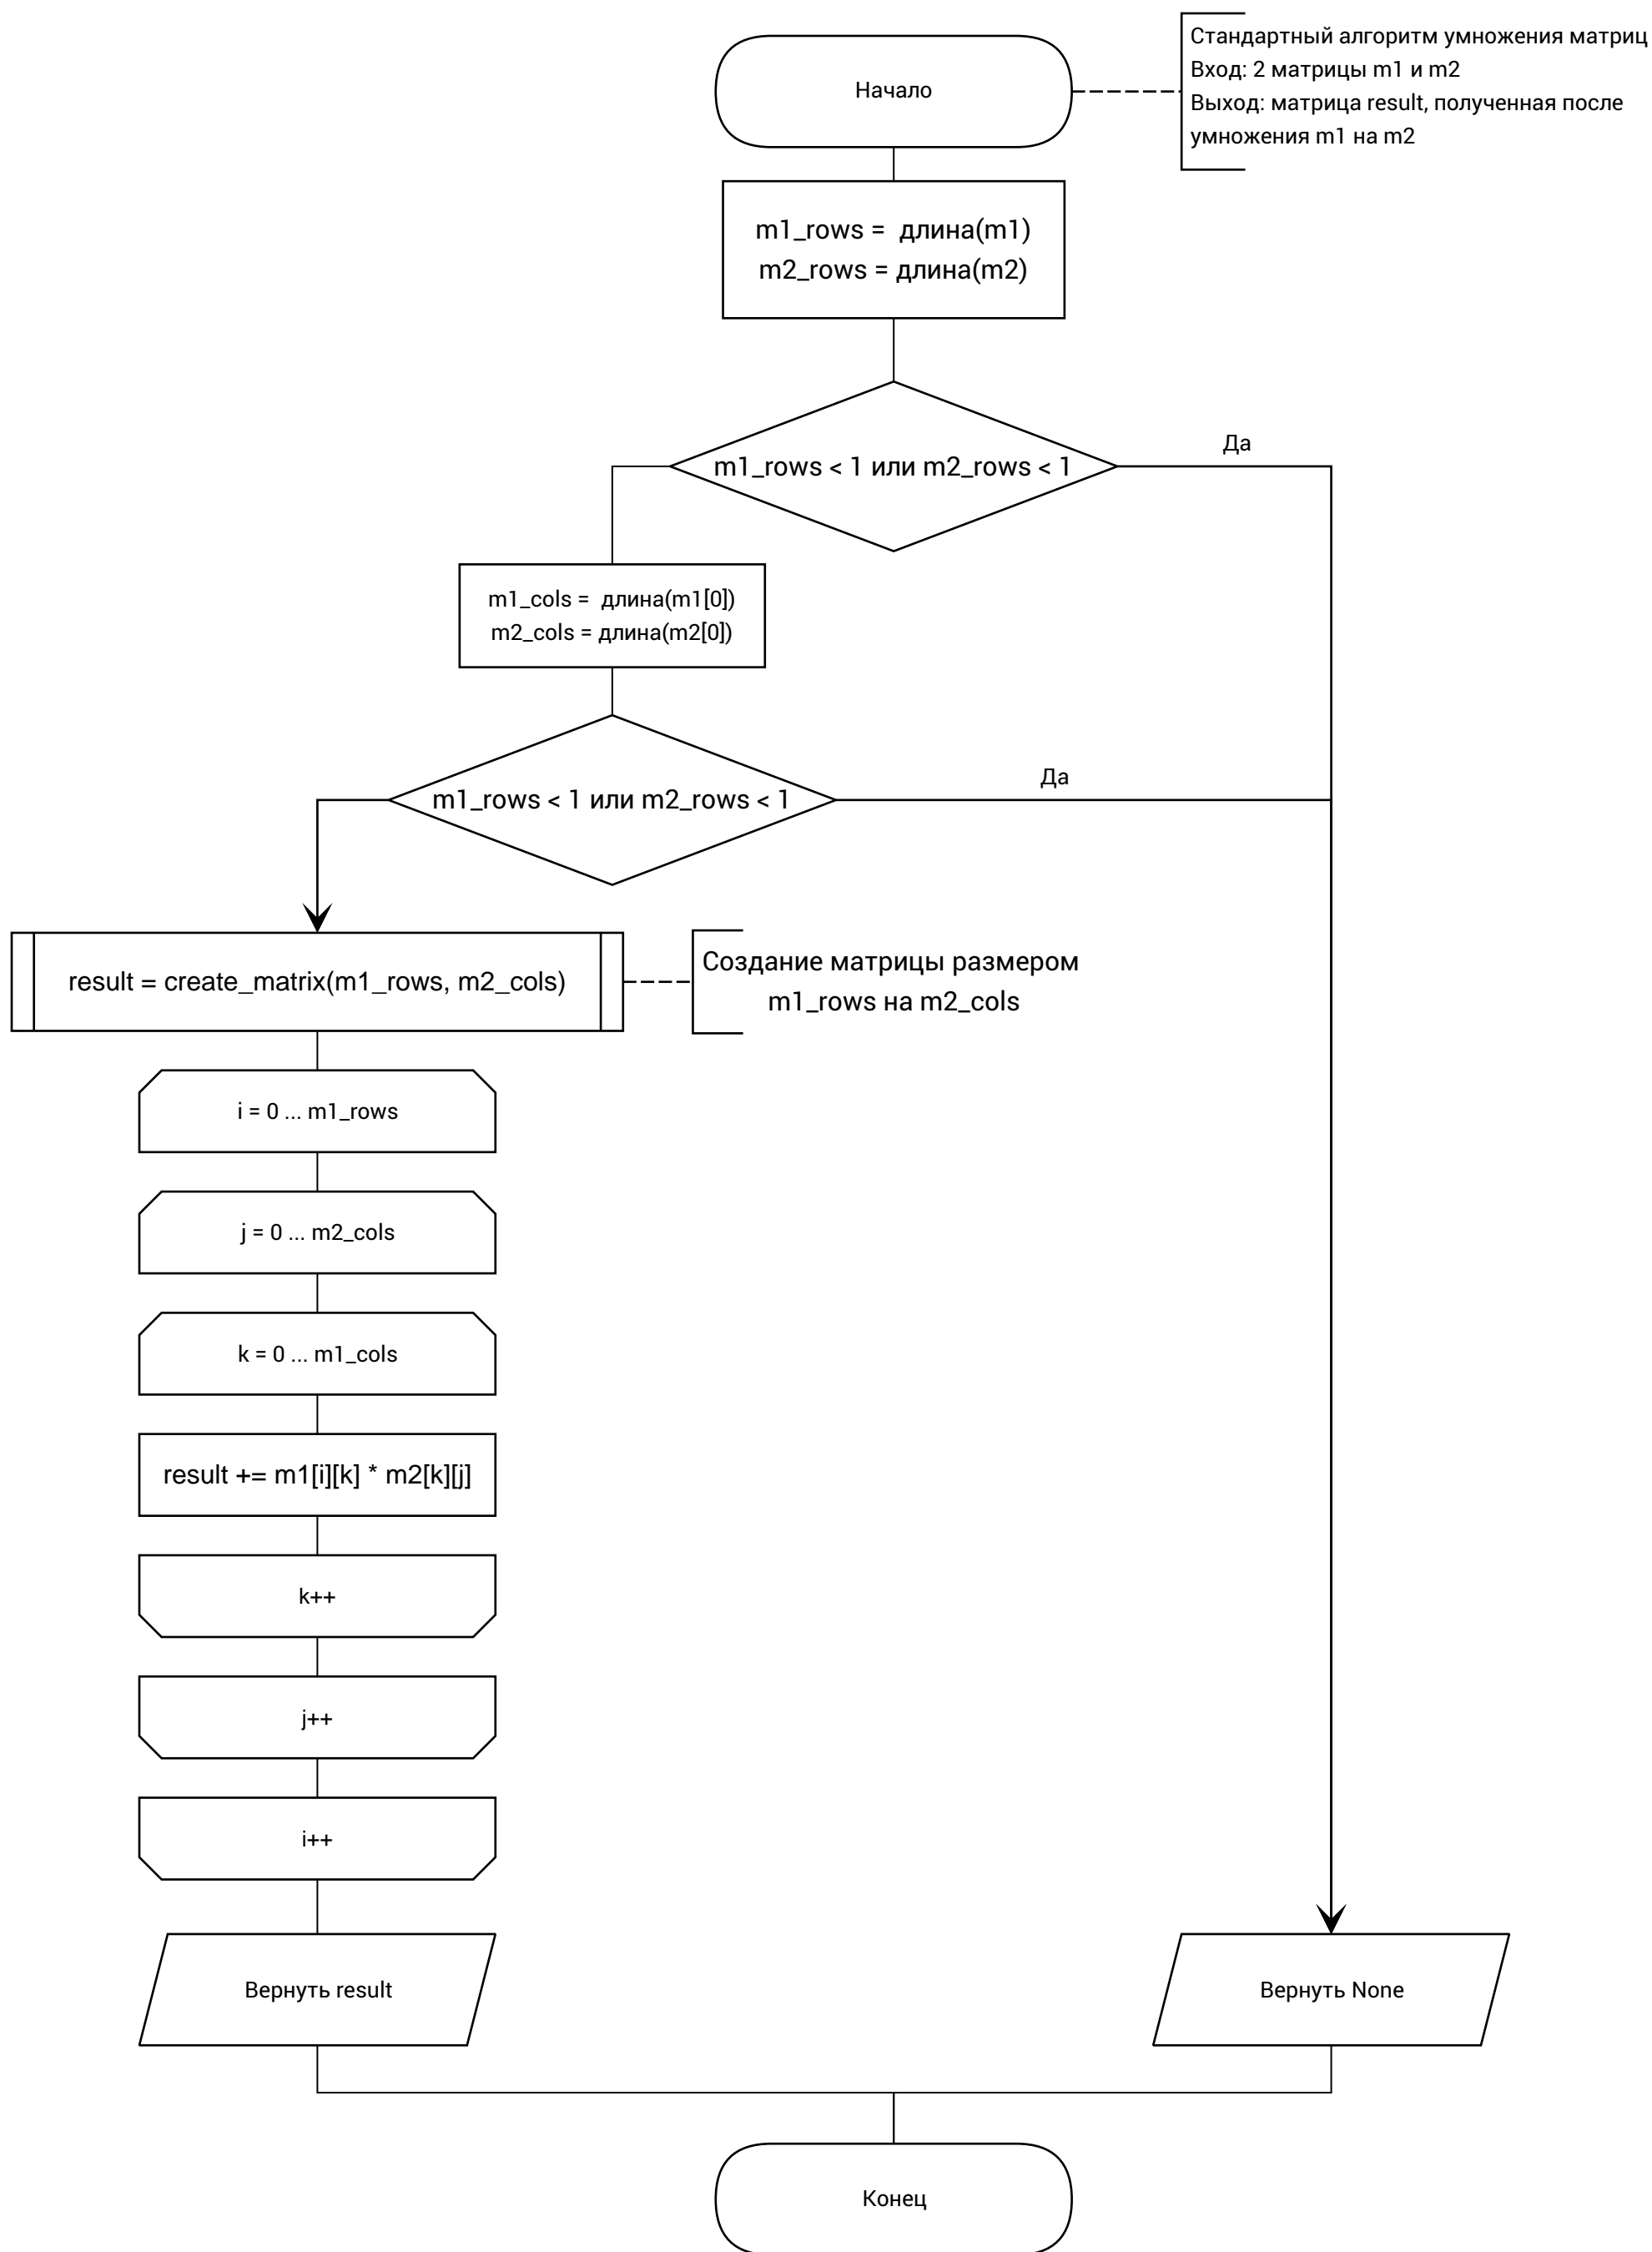 Начало
Стандартный алгоритм умножения матриц
Вход: 2 матрицы m1 и m2
Выход: матрица result, полученная после
умножения m1 на m2
m1_rows = длина(m1)
m2_rows = длина(m2)
m1_rows < 1 или m2_rows < 1
Да
m1_cols = длина(m1[0])
m2_cols = длина(m2[0])
m1_rows < 1 или m2_rows < 1
Да
result = create_matrix(m1_rows, m2_cols)
Создание матрицы размером
m1_rows на m2_cols
i = 0 ... m1_rows
j = 0 ... m2_cols
k = 0 ... m1_cols
result += m1[i][k] * m2[k][j]
k++
j++
i++
Вернуть result
Вернуть None
Конец